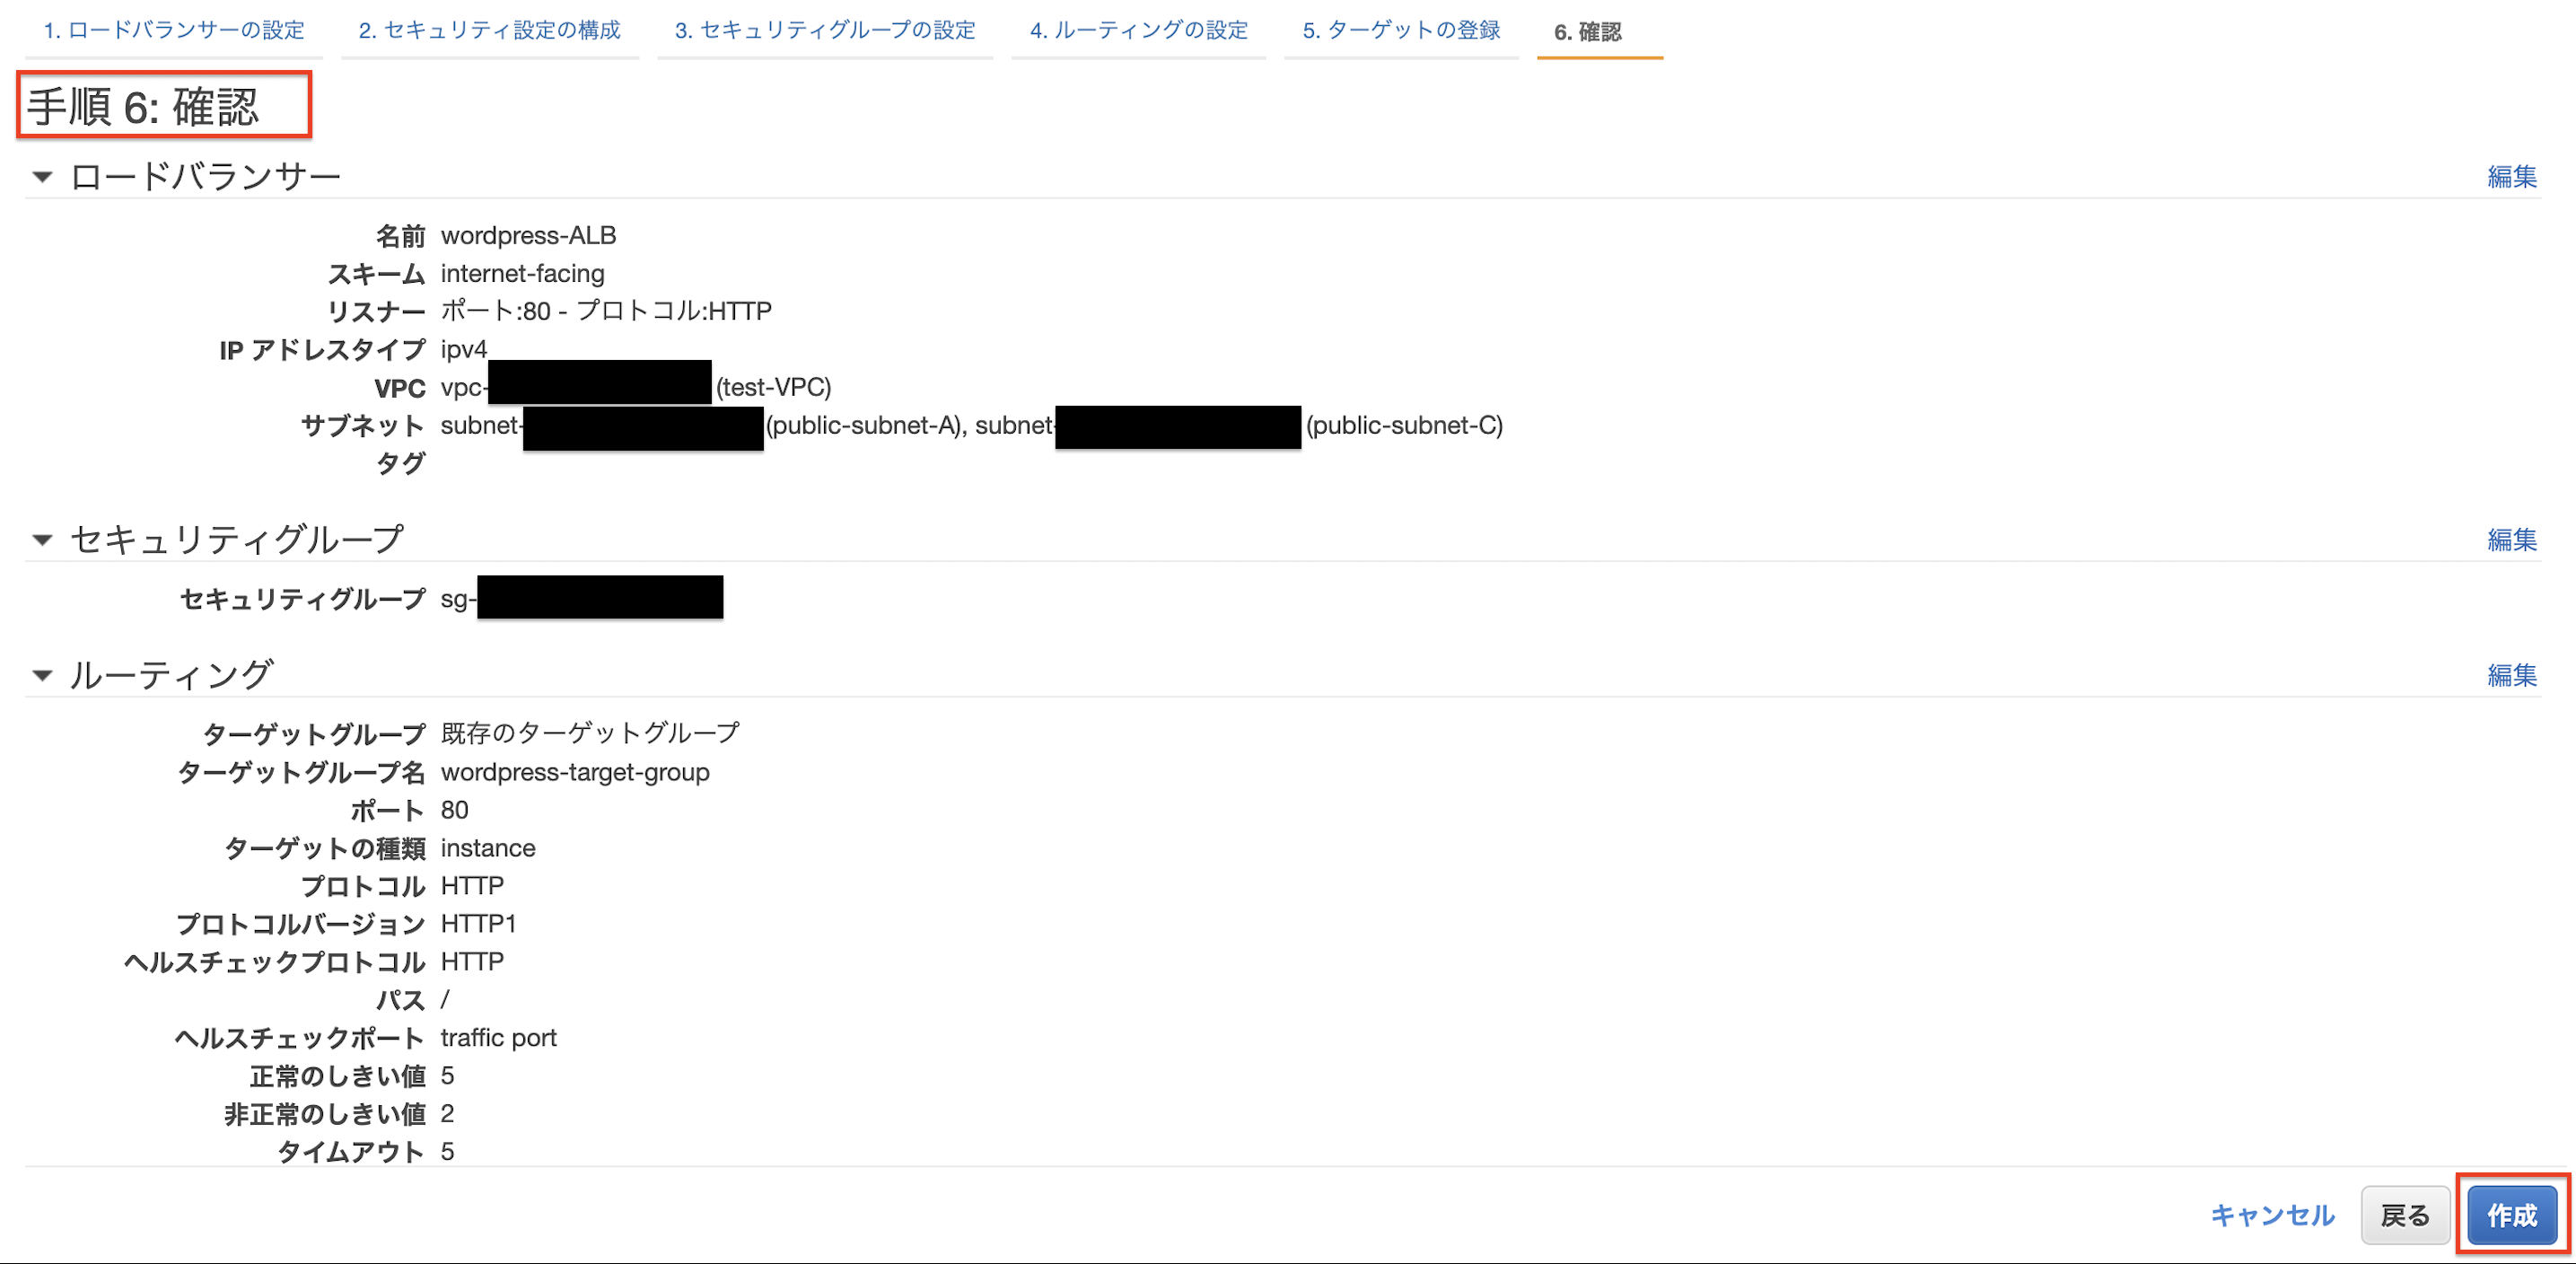 1. ロードバランサーの設定 2. セキュリティ設定の構成 3. セキュリティグループの設定 4. ルーティングの設定 5. ターゲットの登録 6. 確認
手順 6: 確認
ロードバランサー 編集
名前 wordpress-ALB
スキーム internet-facing
リスナー ポート:80 - プロトコル:HTTP
IP アドレスタイプ ipv4
VPC vpc- (test-VPC)
サブネット subnet- (public-subnet-A), subnet- (public-subnet-C)
タグ
セキュリティグループ 編集
セキュリティグループ sg-
ルーティング 編集
ターゲットグループ 既存のターゲットグループ
ターゲットグループ名 wordpress-target-group
ポート 80
ターゲットの種類 instance
プロトコル HTTP
プロトコルバージョン HTTP1
ヘルスチェックプロトコル HTTP
パス /
ヘルスチェックポート traffic port
正常のしきい値 5
非正常のしきい値 2
タイムアウト 5
キャンセル 戻る 作成